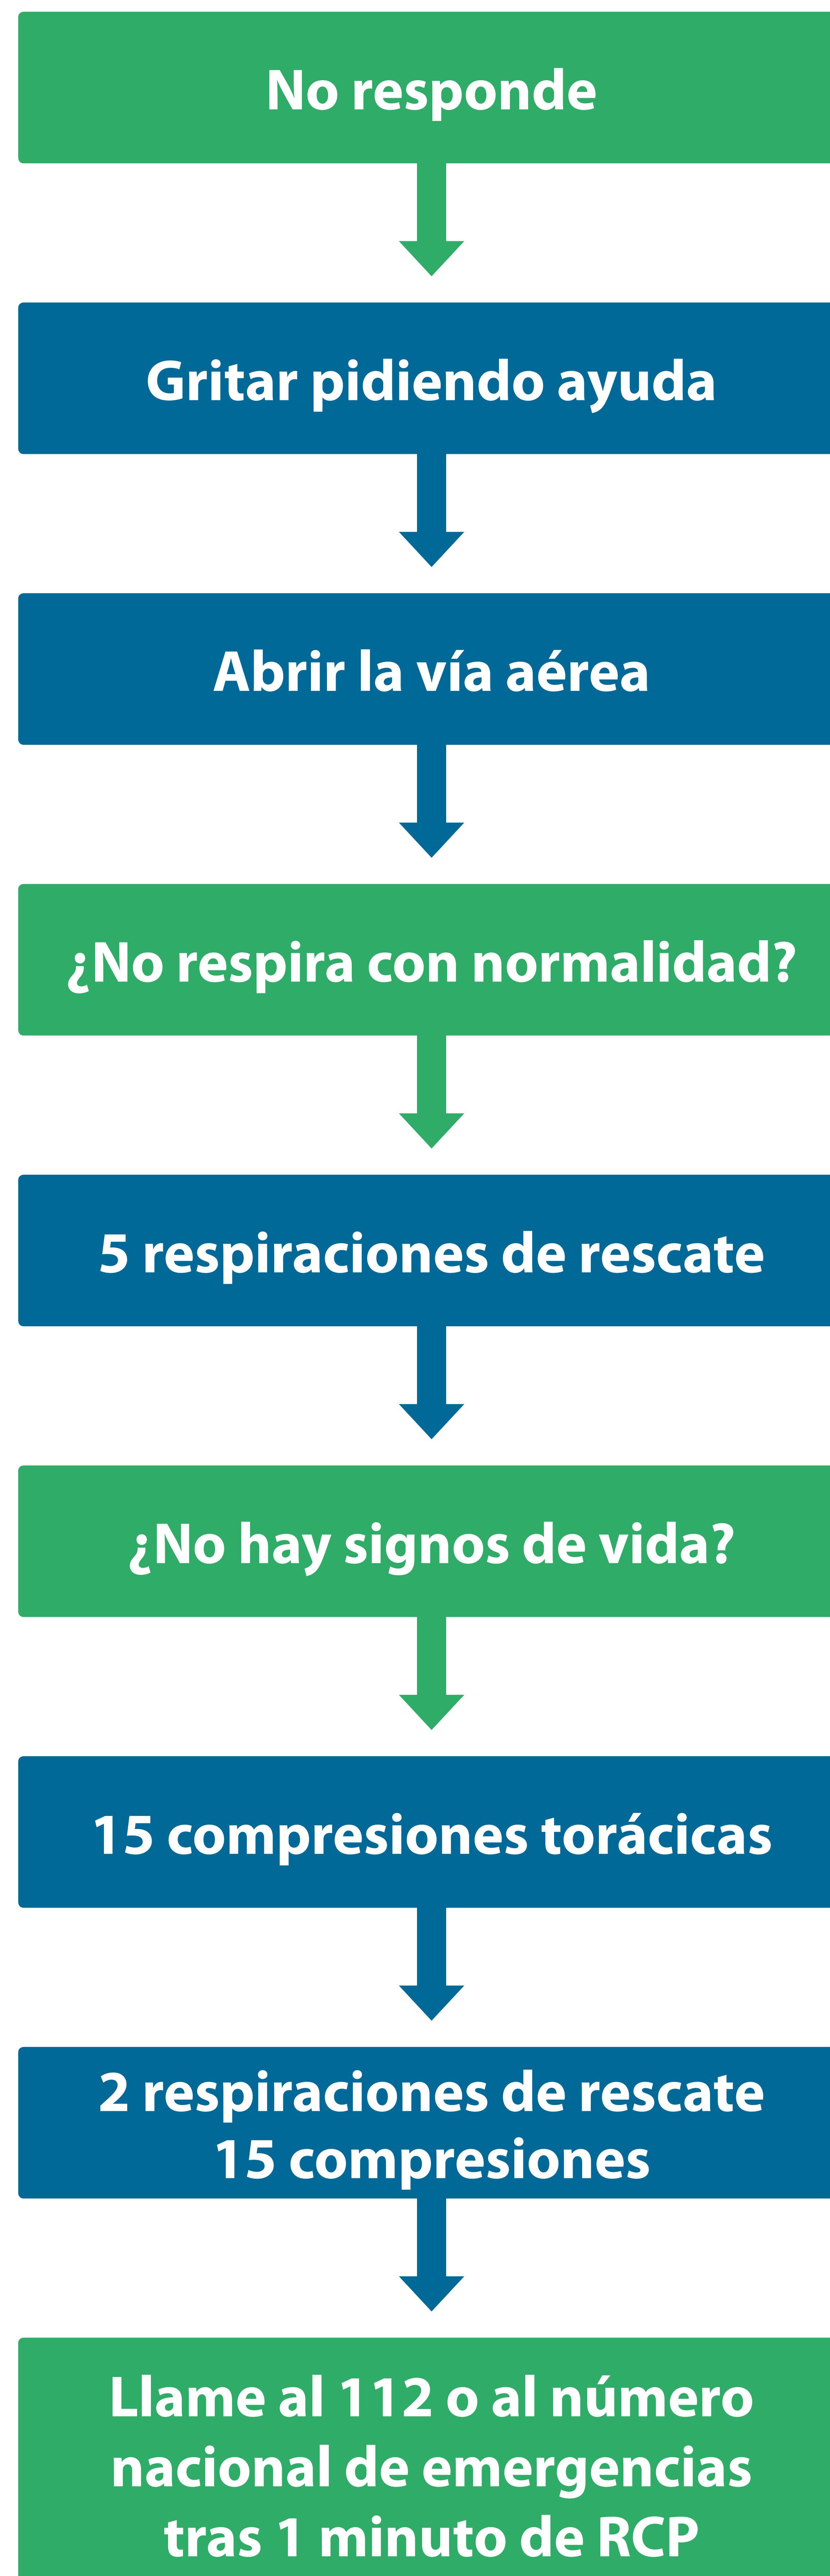 No responde
Gritar pidiendo ayuda
Abrir la vía aérea
¿No respira con normalidad?
5 respiraciones de rescate
¿No hay signos de vida?
15 compresiones torácicas
2 respiraciones de rescate
15 compresiones
Llame al 112 o al número
nacional de emergencias
tras 1 minuto de RCP